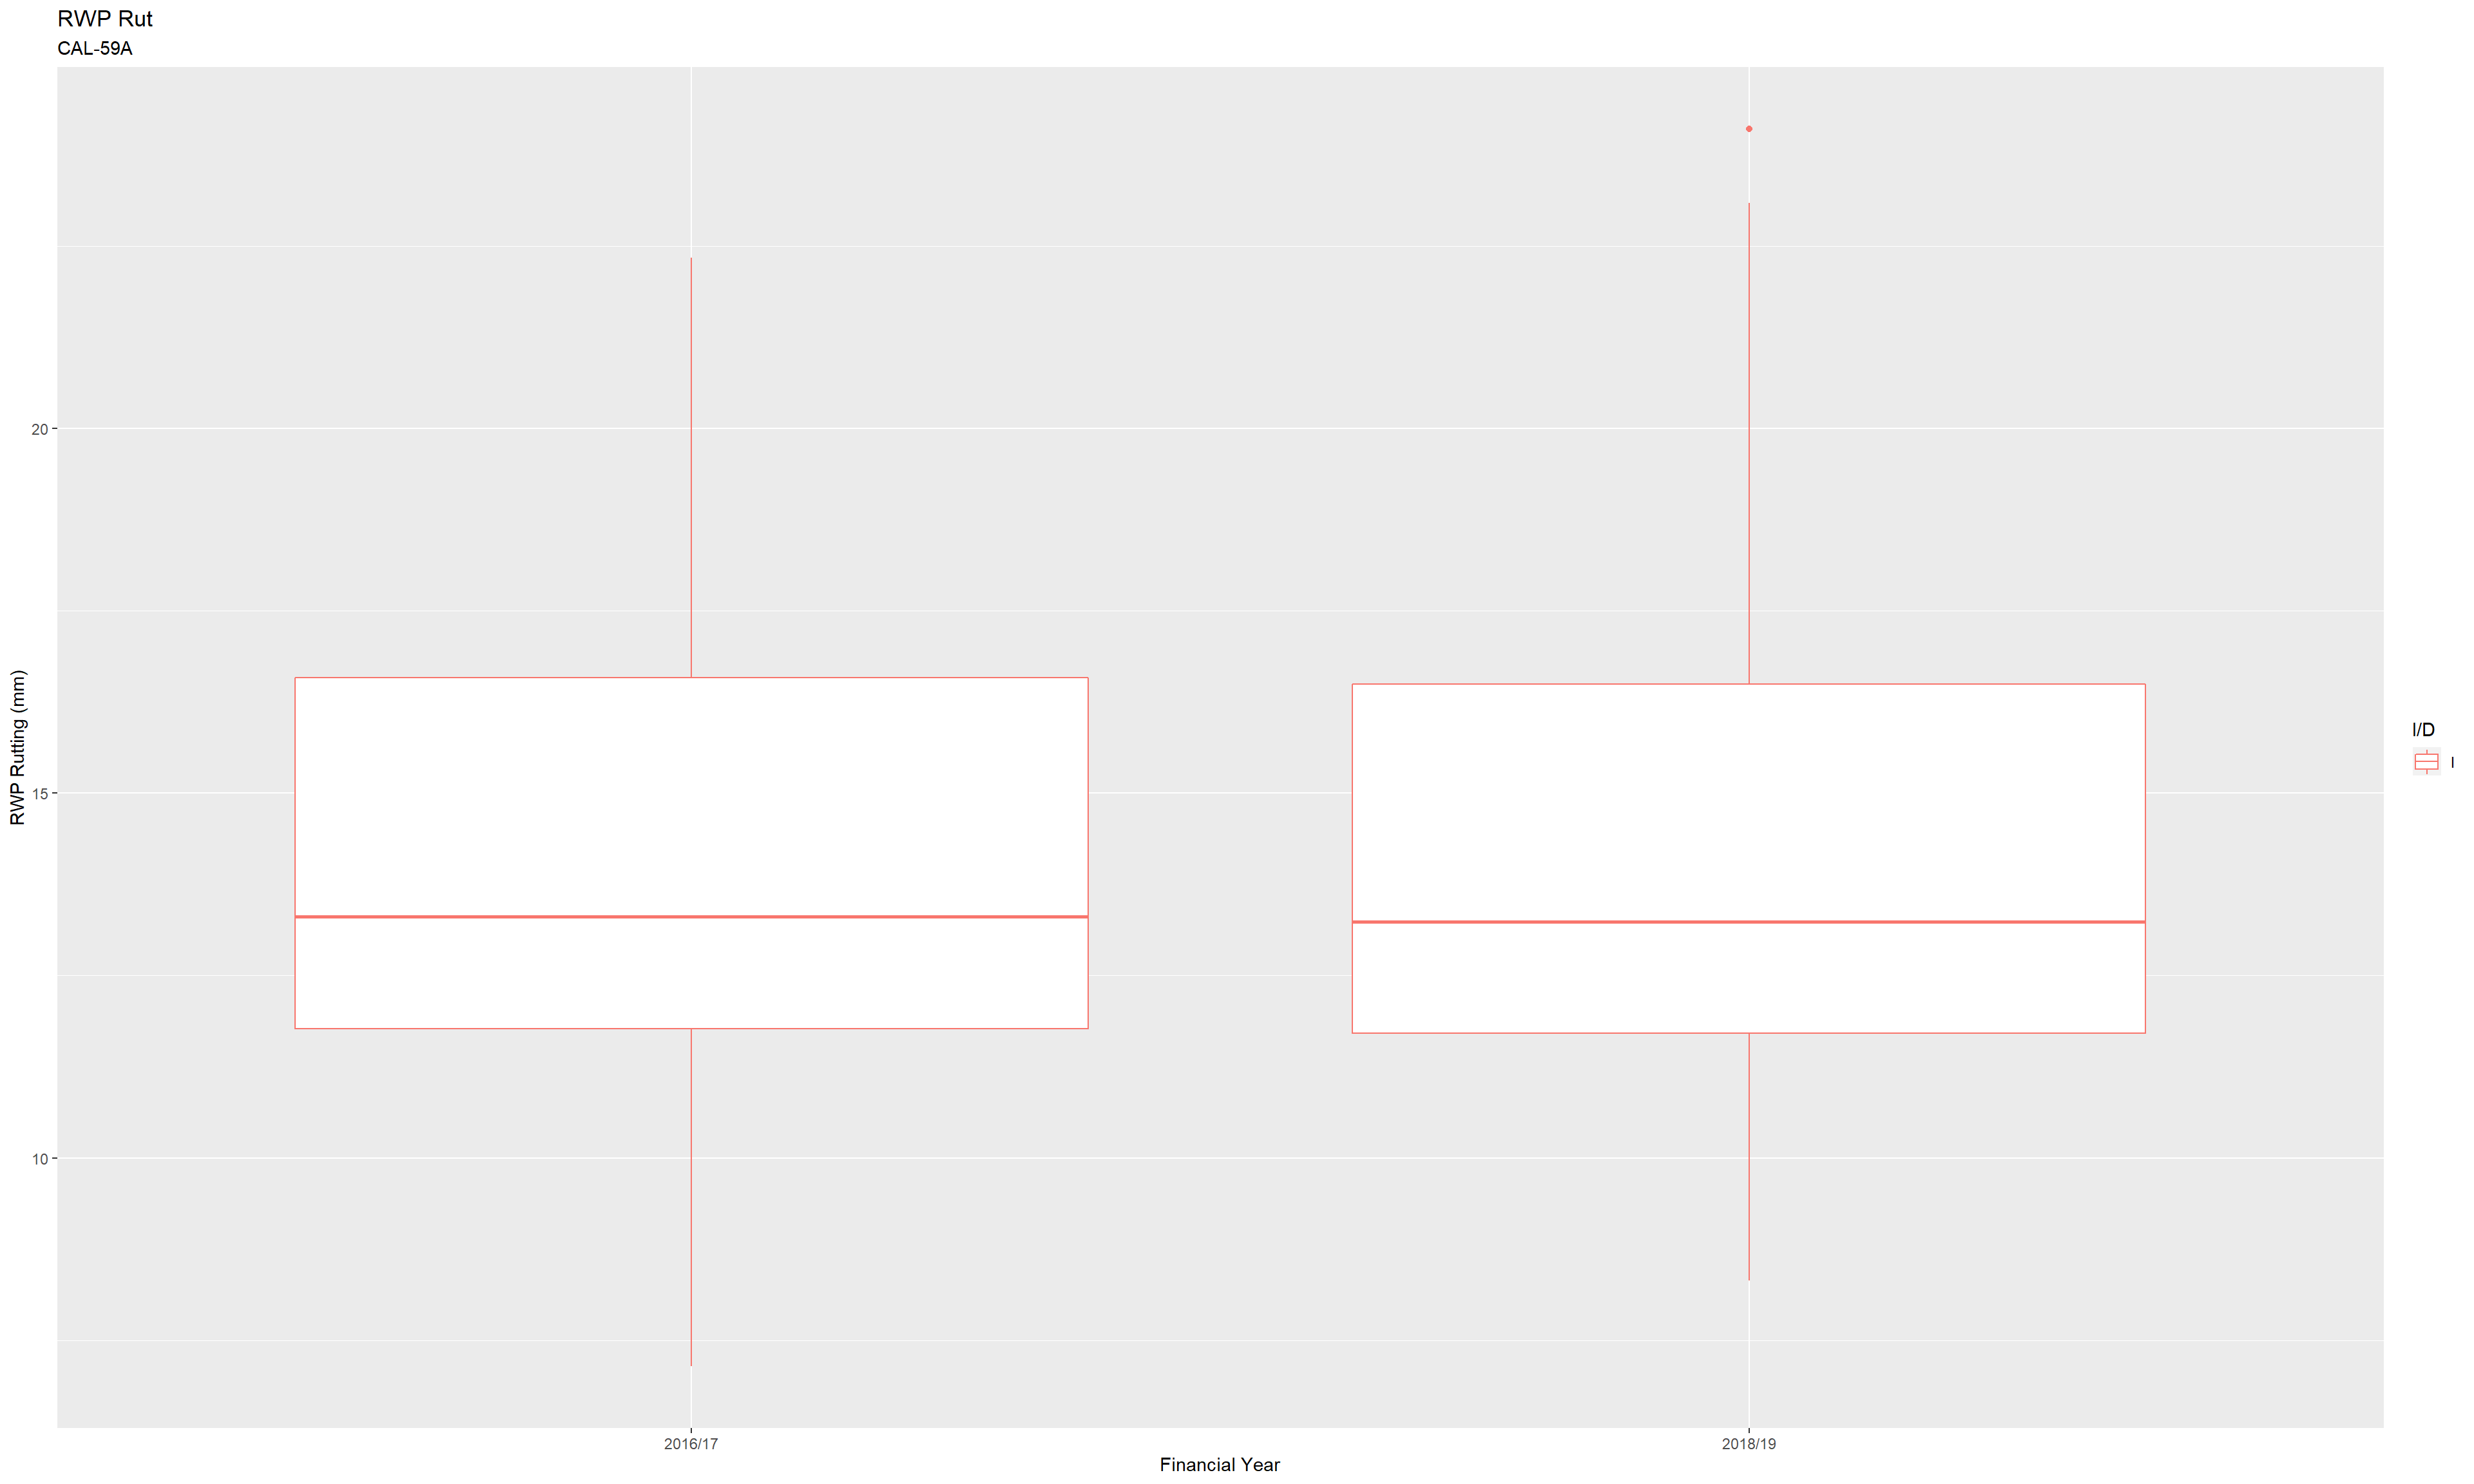 RWP Rut
CAL-59A
RWP Rutting (mm)
20
15
10
2016/17
2018/19
Financial Year
I/D
I